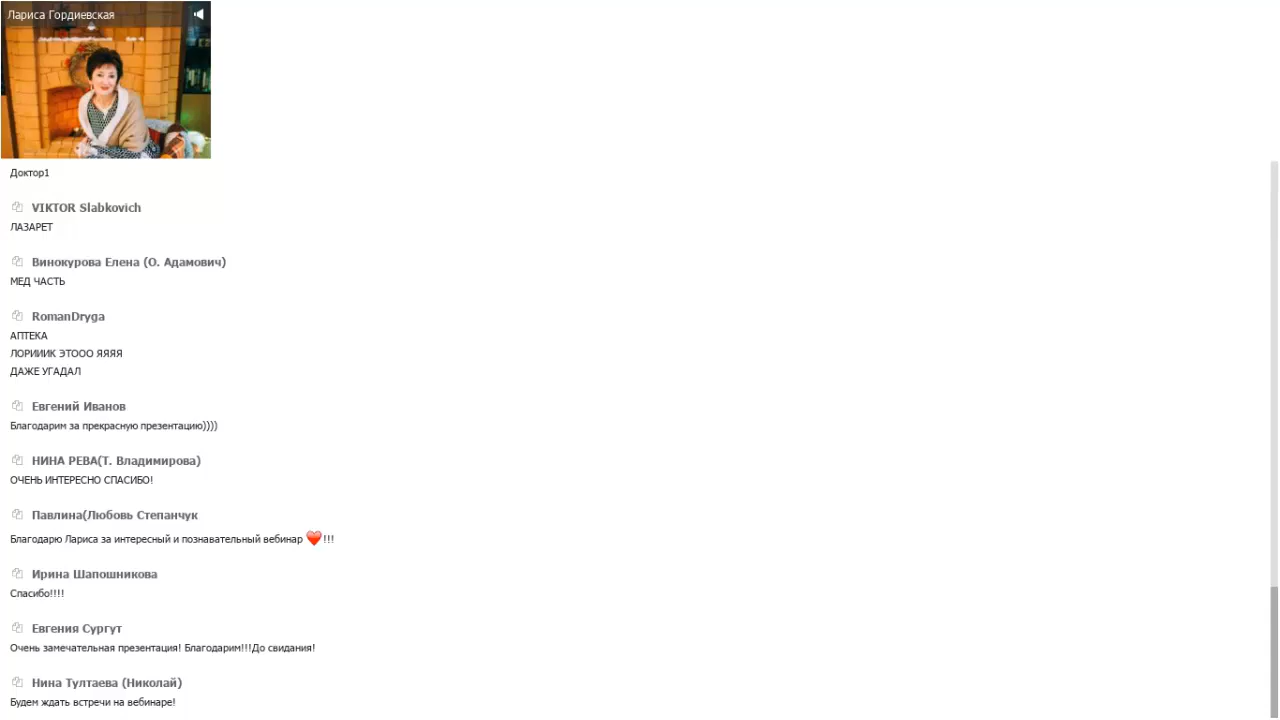 Лариса Гордиевская
Доктор1
VIKTOR Slabkovich
ЛАЗАРЕТ
Винокурова Елена (О. Адамович)
МЕД ЧАСТЬ
RomanDryga
АПТЕКА
ЛОРИИИК ЭТООО ЯЯЯЯ
ДАЖЕ УГАДАЛ
Евгений Иванов
Благодарим за прекрасную презентацию))))
НИНА РЕВА(Т. Владимирова)
ОЧЕНЬ ИНТЕРЕСНО СПАСИБО!
Павлина(Любовь Степанчук
Благодарю Лариса за интересный и познавательный вебинар ❤️!!!
Ирина Шапошникова
Спасибо!!!!
Евгения Сургут
Очень замечательная презентация! Благодарим!!!До свидания!
Нина Тултаева (Николай)
Будем ждать встречи на вебинаре!